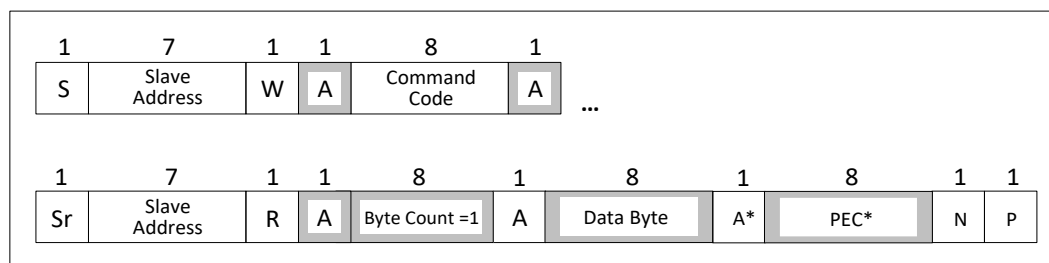 1 7 1 1 8 1
S Slave Address W A Command Code A ...
1 7 1 1 8 1 8 1 8 1 1
Sr Slave Address R A Byte Count =1 A Data Byte A* PEC* N P